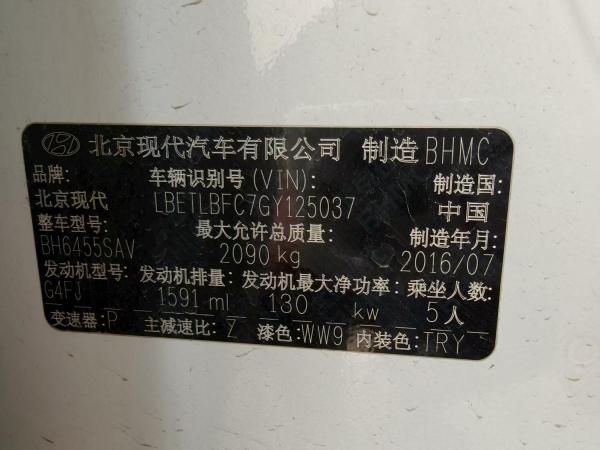 北京现代汽车有限公司 制造 BHMC
品牌: 车辆识别号(VIN): 制造国:
北京现代 LBETLBFC7GY125037 中国
整车型号: 最大允许总质量: 制造年月:
BH6455SAV 2090 kg 2016/07
发动机型号: 发动机排量: 发动机最大净功率: 乘坐人数:
G4FJ 1591 ml 130 kw 5人
变速器: P 主减速比: Z 漆色: WW9 内装色: TRY